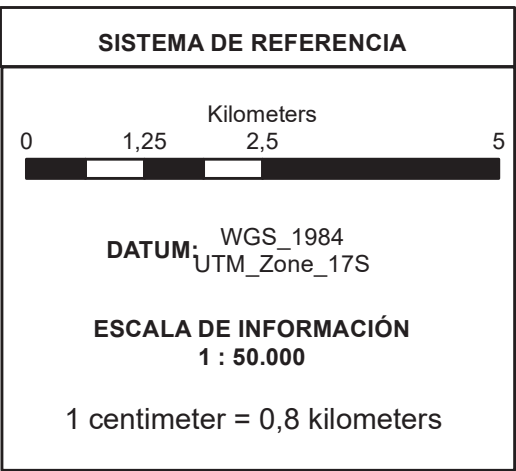 SISTEMA DE REFERENCIA
Kilometers
0 1,25 2,5 5
DATUM: WGS_1984
UTM_Zone_17S
ESCALA DE INFORMACIÓN
1 : 50.000
1 centimeter = 0,8 kilometers